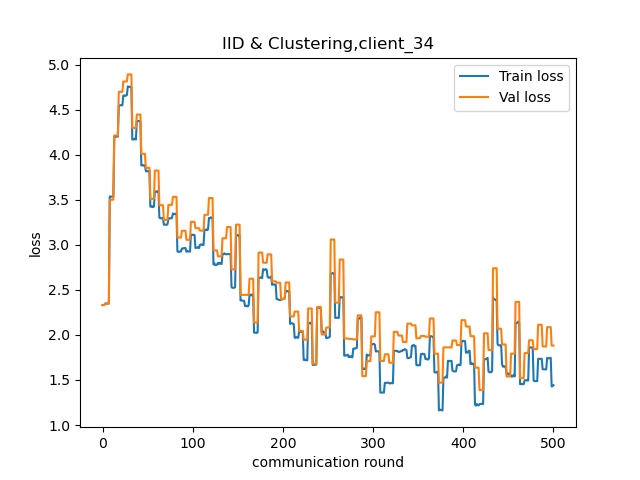 IID & Clustering,client_34
Train loss
Val loss
5.0
4.5
4.0
3.5
3.0
2.5
2.0
1.5
1.0
loss
0 100 200 300 400 500
communication round